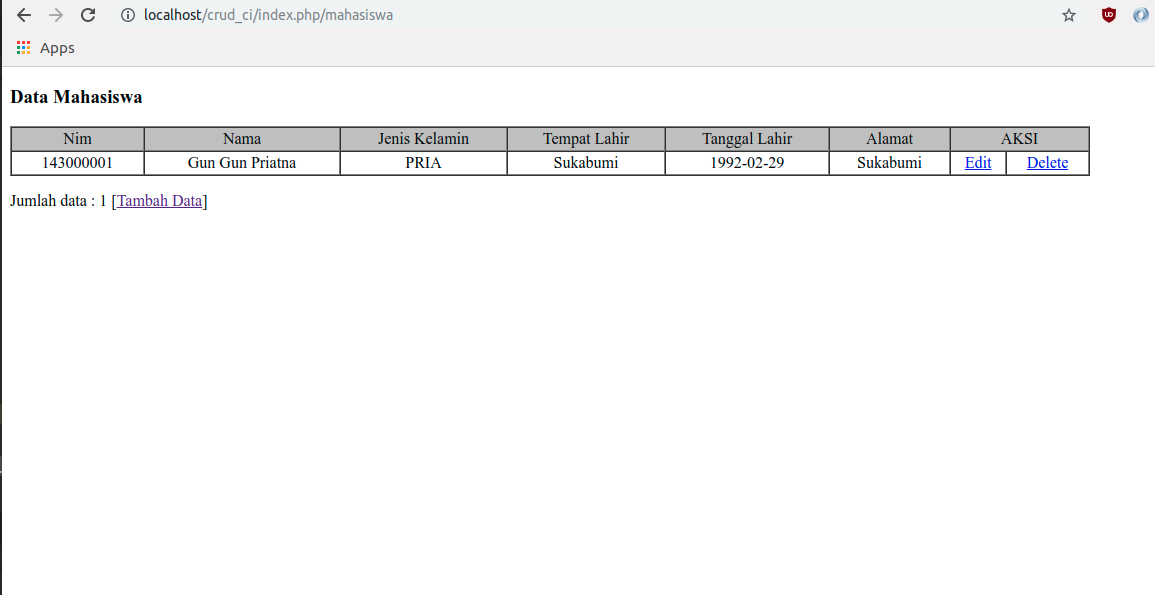 localhost/crud_ci/index.php/mahasiswa
Apps
Data Mahasiswa
Nim Nama Jenis Kelamin Tempat Lahir Tanggal Lahir Alamat AKSI
143000001 Gun Gun Priatna PRIA Sukabumi 1992-02-29 Sukabumi Edit Delete
Jumlah data : 1 [Tambah Data]